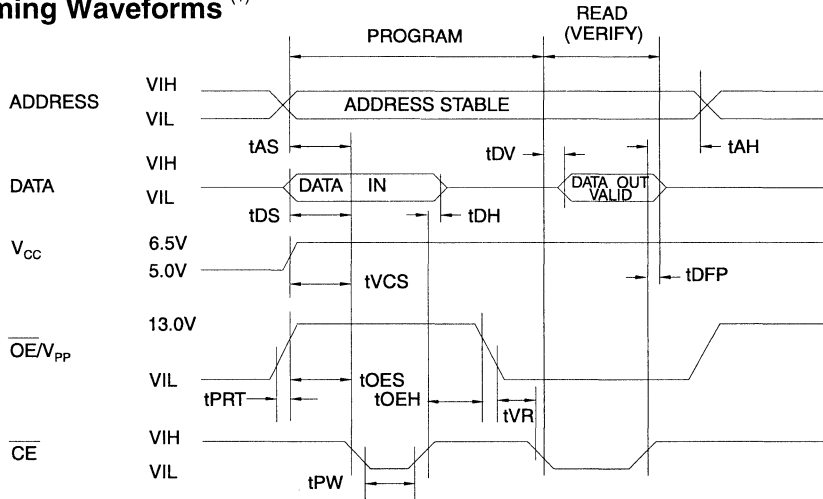 ming Waveforms
READ
(VERIFY)
PROGRAM
ADDRESS
VIH
VIL
ADDRESS STABLE
tAS
tDV
tAH
DATA
VIH
VIL
DATA IN
DATA OUT
VALID
tDS
tDH
VCC
6.5V
5.0V
tVCS
tDFP
OE/VPP
13.0V
VIL
tPRT
tOES
tOEH
tVR
CE
VIH
VIL
tPW